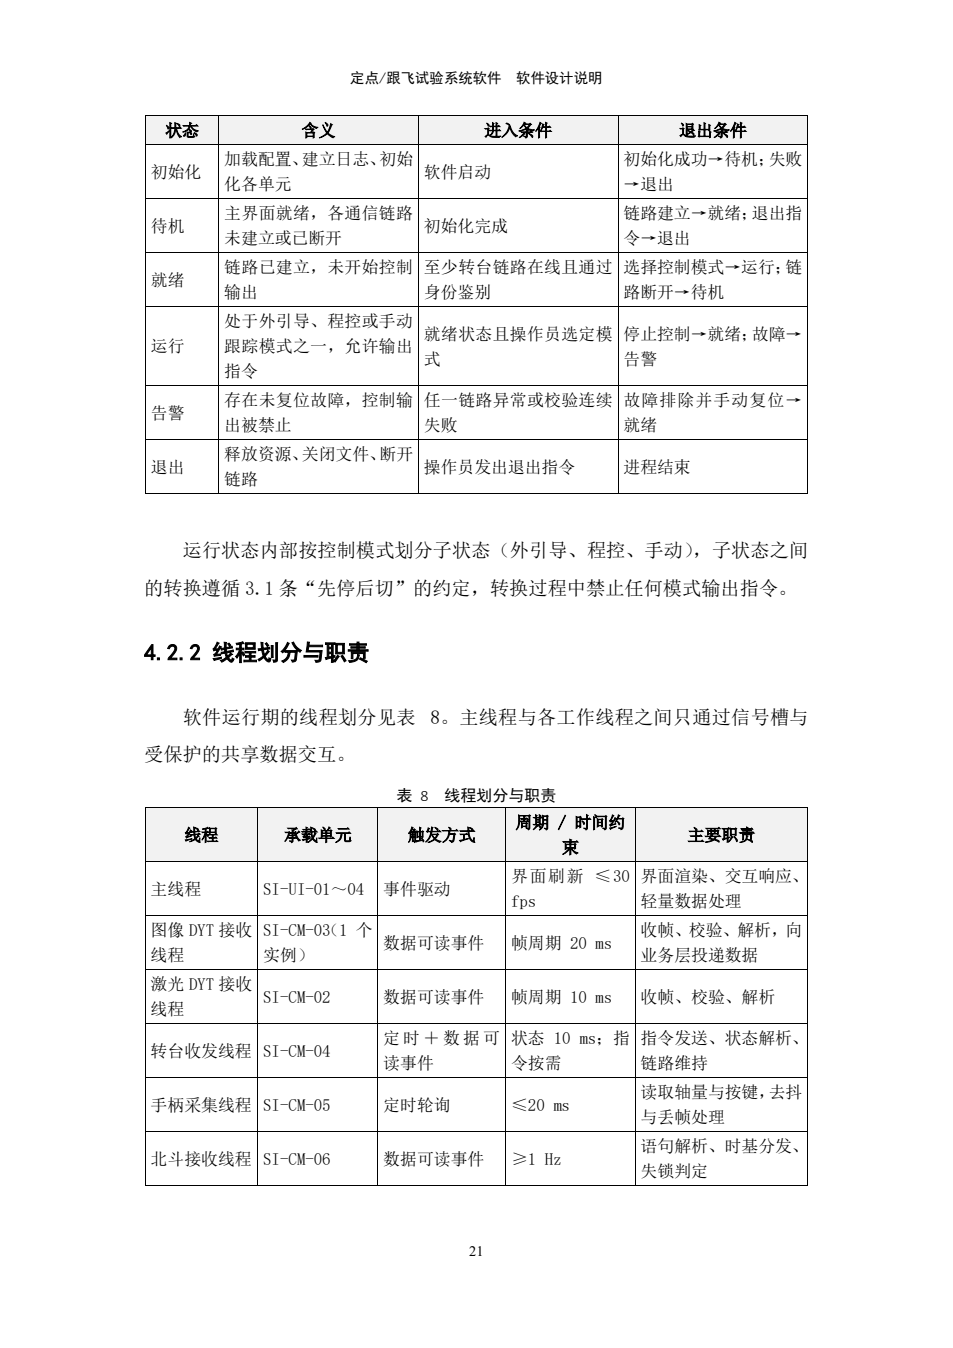 定点/跟飞试验系统软件　软件设计说明
状态 含义 进入条件 退出条件
初始化 加载配置、建立日志、初始化各单元 软件启动 初始化成功→待机；失败→退出
待机 主界面就绪，各通信链路未建立或已断开 初始化完成 链路建立→就绪；退出指令→退出
就绪 链路已建立，未开始控制输出 至少转台链路在线且通过身份鉴别 选择控制模式→运行；链路断开→待机
运行 处于外引导、程控或手动跟踪模式之一，允许输出指令 就绪状态且操作员选定模式 停止控制→就绪；故障→告警
告警 存在未复位故障，控制输出被禁止 任一链路异常或校验连续失败 故障排除并手动复位→就绪
退出 释放资源、关闭文件、断开链路 操作员发出退出指令 进程结束
运行状态内部按控制模式划分子状态（外引导、程控、手动），子状态之间
的转换遵循 3.1 条“先停后切”的约定，转换过程中禁止任何模式输出指令。
4.2.2 线程划分与职责
软件运行期的线程划分见表 8。主线程与各工作线程之间只通过信号槽与
受保护的共享数据交互。
表 8　线程划分与职责
线程 承载单元 触发方式 周期 / 时间约束 主要职责
主线程 SI-UI-01～04 事件驱动 界面刷新 ≤30 fps 界面渲染、交互响应、轻量数据处理
图像 DYT 接收线程 SI-CM-03（1 个实例） 数据可读事件 帧周期 20 ms 收帧、校验、解析，向业务层投递数据
激光 DYT 接收线程 SI-CM-02 数据可读事件 帧周期 10 ms 收帧、校验、解析
转台收发线程 SI-CM-04 定时＋数据可读事件 状态 10 ms；指令按需 指令发送、状态解析、链路维持
手柄采集线程 SI-CM-05 定时轮询 ≤20 ms 读取轴量与按键，去抖与丢帧处理
北斗接收线程 SI-CM-06 数据可读事件 ≥1 Hz 语句解析、时基分发、失锁判定
21